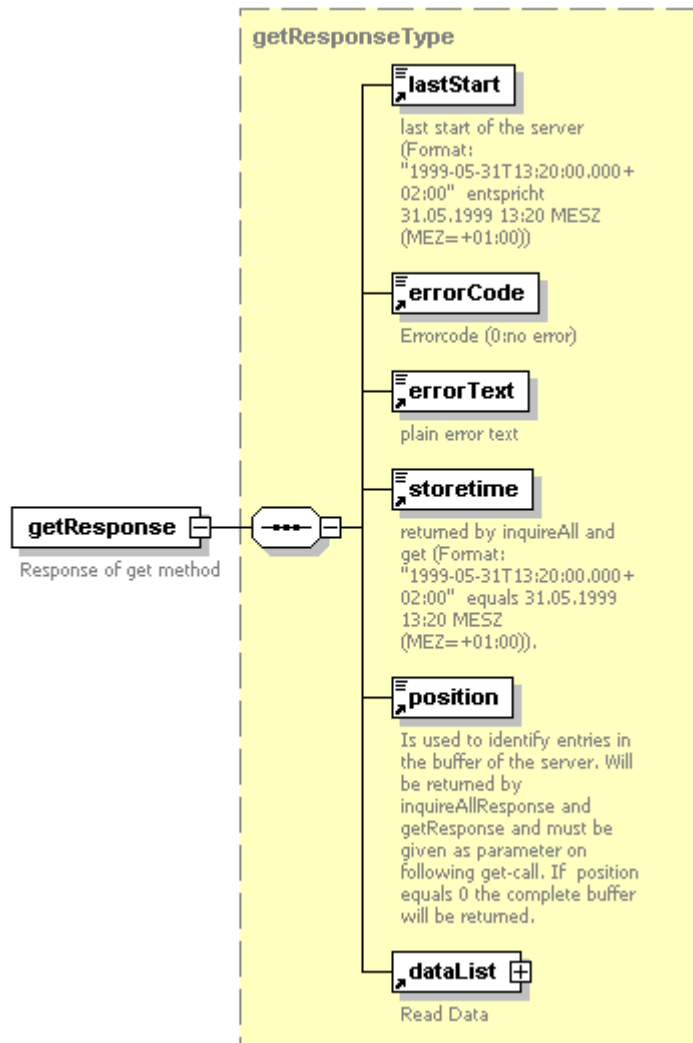 getResponseType
lastStart
last start of the server
(Format:
"1999-05-31T13:20:00.000+
02:00"  entspricht
31.05.1999 13:20 MESZ
(MEZ=+01:00))
errorCode
Errorcode (0:no error)
errorText
plain error text
storetime
returned by inquireAll and
get (Format:
"1999-05-31T13:20:00.000+
02:00"  equals 31.05.1999
13:20 MESZ
(MEZ=+01:00)).
getResponse
Response of get method
position
Is used to identify entries in
the buffer of the server. Will
be returned by
inquireAllResponse and
getResponse and must be
given as parameter on
following get-call. If  position
equals 0 the complete buffer
will be returned.
dataList
Read Data